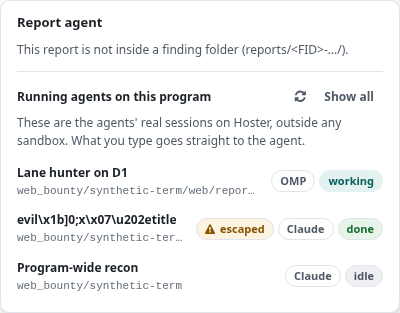 Report agent
This report is not inside a finding folder (reports/<FID>-.../).
Running agents on this program
Show all
These are the agents' real sessions on Hoster, outside any
sandbox. What you type goes straight to the agent.
Lane hunter on D1
web_bounty/synthetic-term/web/repor…
OMP
working
evil\x1b]0;x\x07\u202etitle
web_bounty/synthetic-ter…
escaped
Claude
done
Program-wide recon
web_bounty/synthetic-term
Claude
idle